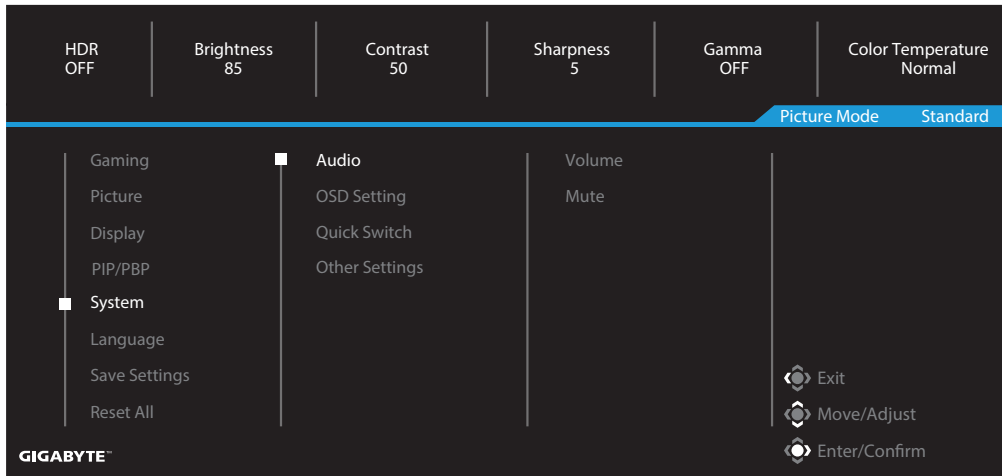 HDR
OFF
Brightness
85
Contrast
50
Sharpness
5
Gamma
OFF
Color Temperature
Normal
Picture Mode Standard
Gaming
Picture
Display
PIP/PBP
System
Language
Save Settings
Reset All
Audio
OSD Setting
Quick Switch
Other Settings
Volume
Mute
Exit
Move/Adjust
Enter/Confirm
GIGABYTE™